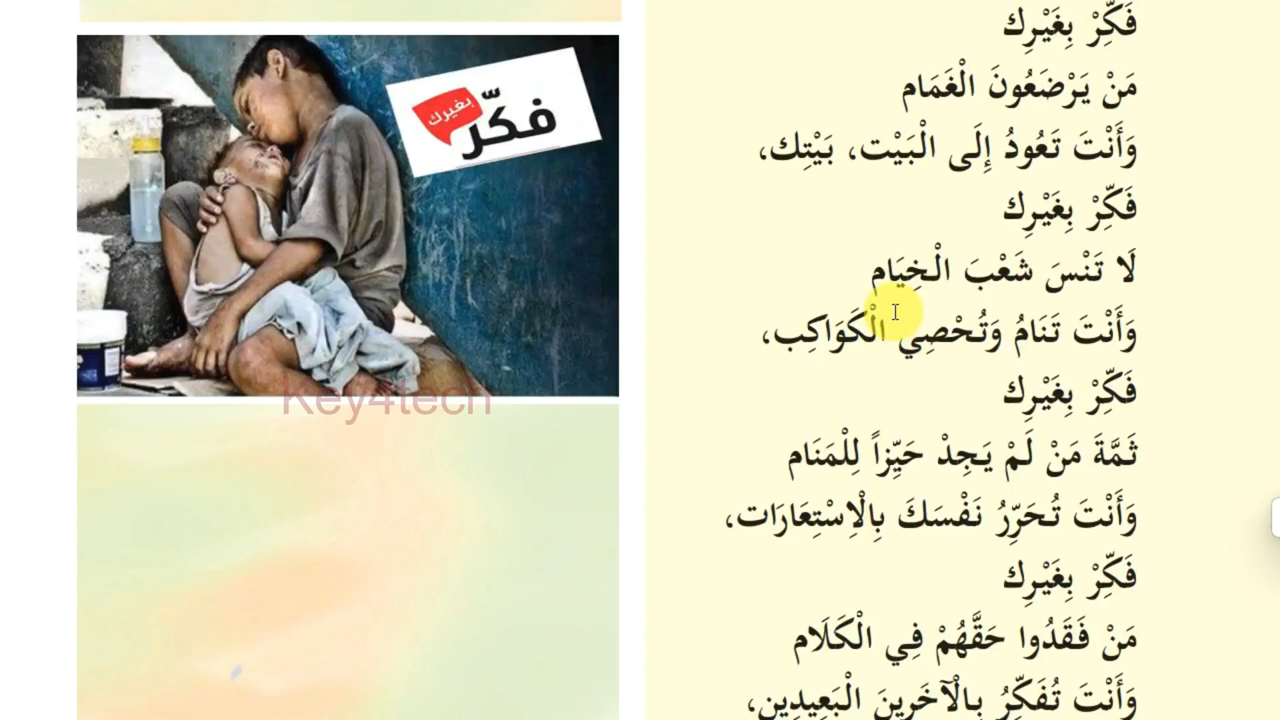 فَكِّرْ بِغَيْرِك
مَنْ يَرْضَعُونَ الْغَمَام
وَأَنْتَ تَعُودُ إِلَى الْبَيْت، بَيْتِك،
فَكِّرْ بِغَيْرِك
لَا تَنْسَ شَعْبَ الْخِيَام
وَأَنْتَ تَنَامُ وَتُحْصِي الْكَوَاكِب،
فَكِّرْ بِغَيْرِك
ثَمَّةَ مَنْ لَمْ يَجِدْ حَيِّزاً لِلْمَنَام
وَأَنْتَ تُحَرِّرُ نَفْسَكَ بِالْاِسْتِعَارَات،
فَكِّرْ بِغَيْرِك
مَنْ فَقَدُوا حَقَّهُمْ فِي الْكَلَام
وَأَنْتَ تُفَكِّرُ بِالْآخَرِينَ الْبَعِيدِين،
فكّر بغيرك
Key4tech